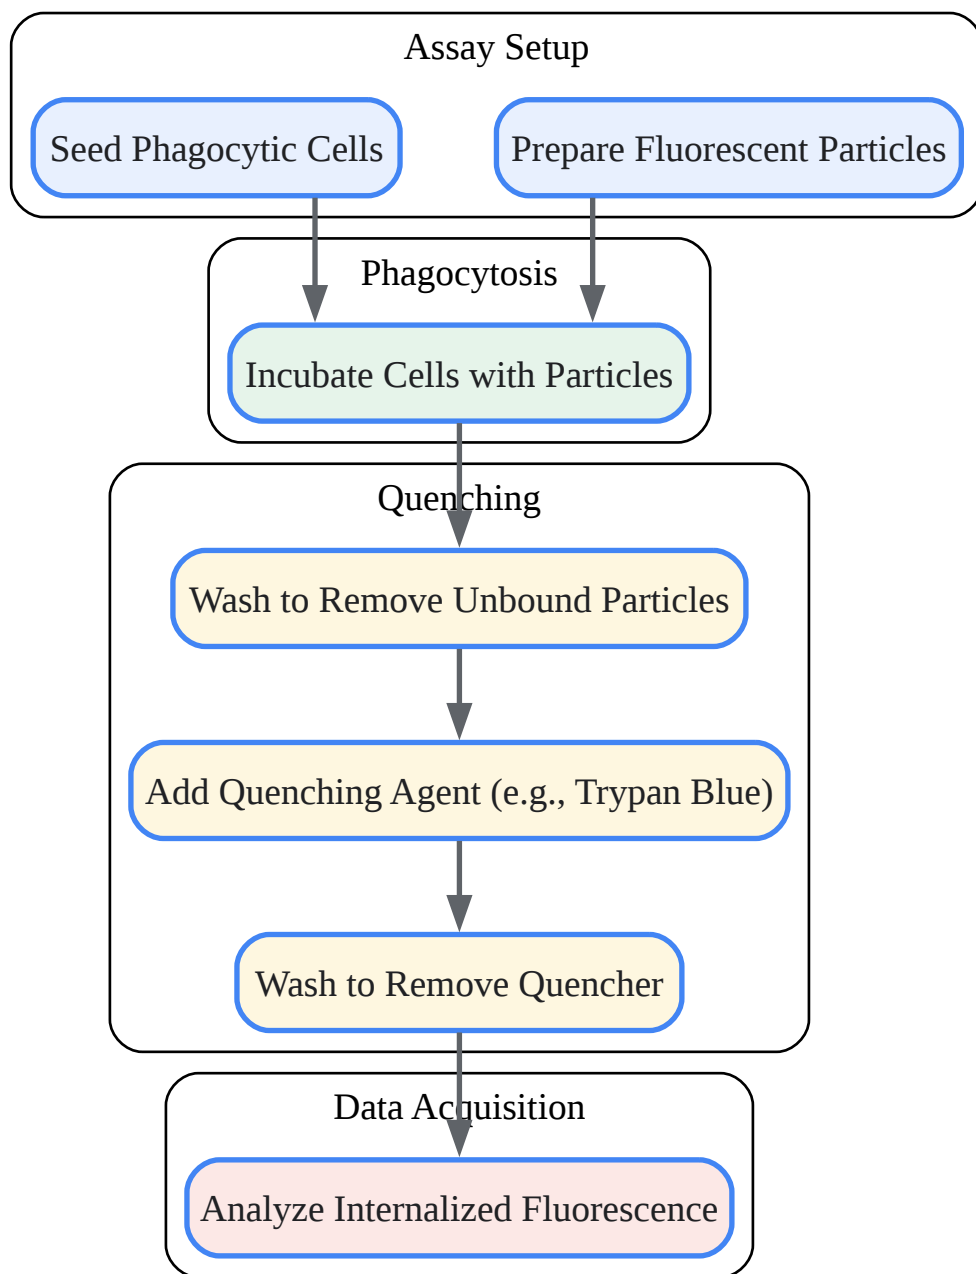 Assay Setup
Seed Phagocytic Cells
Prepare Fluorescent Particles
Phagocytosis
Incubate Cells with Particles
Quenching
Wash to Remove Unbound Particles
Add Quenching Agent (e.g., Trypan Blue)
Wash to Remove Quencher
Data Acquisition
Analyze Internalized Fluorescence